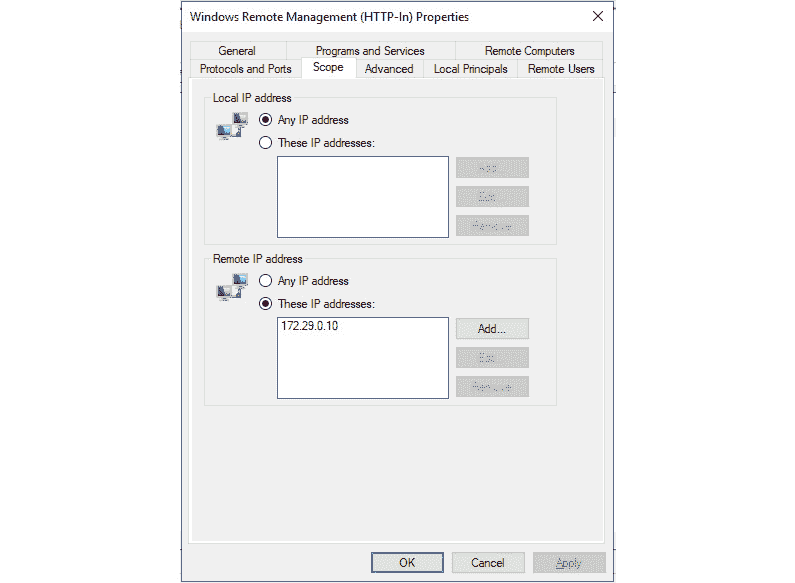 Windows Remote Management (HTTP-In) Properties
General
Programs and Services
Remote Computers
Protocols and Ports
Scope
Advanced
Local Principals
Remote Users
Local IP address
Any IP address
These IP addresses:
Add...
Edit...
Remove
Remote IP address
Any IP address
These IP addresses:
172.29.0.10
Add...
Edit...
Remove
OK
Cancel
Apply